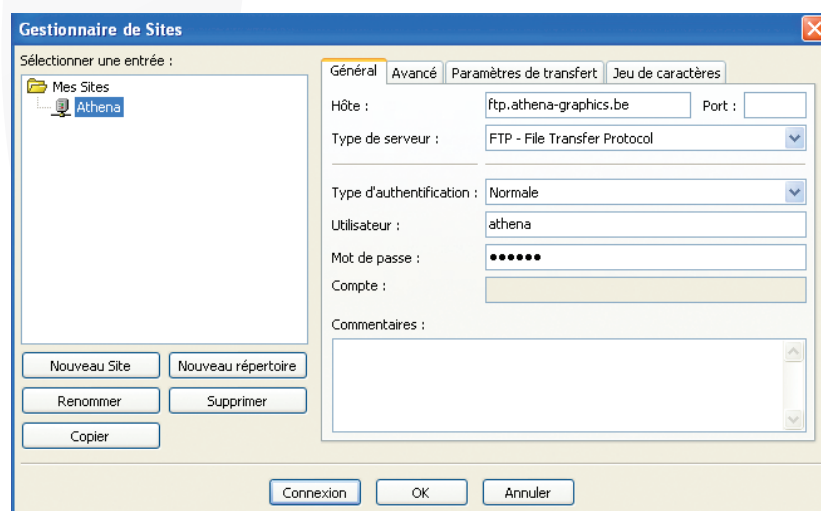 Gestionnaire de Sites
Sélectionner une entrée :
Mes Sites
Athena
Nouveau Site
Nouveau répertoire
Renommer
Supprimer
Copier
Général
Avancé
Paramètres de transfert
Jeu de caractères
Hôte :
ftp.athena-graphics.be
Port :
Type de serveur :
FTP - File Transfer Protocol
Type d'authentification :
Normale
Utilisateur :
athena
Mot de passe :
••••••
Compte :
Commentaires :
Connexion
OK
Annuler